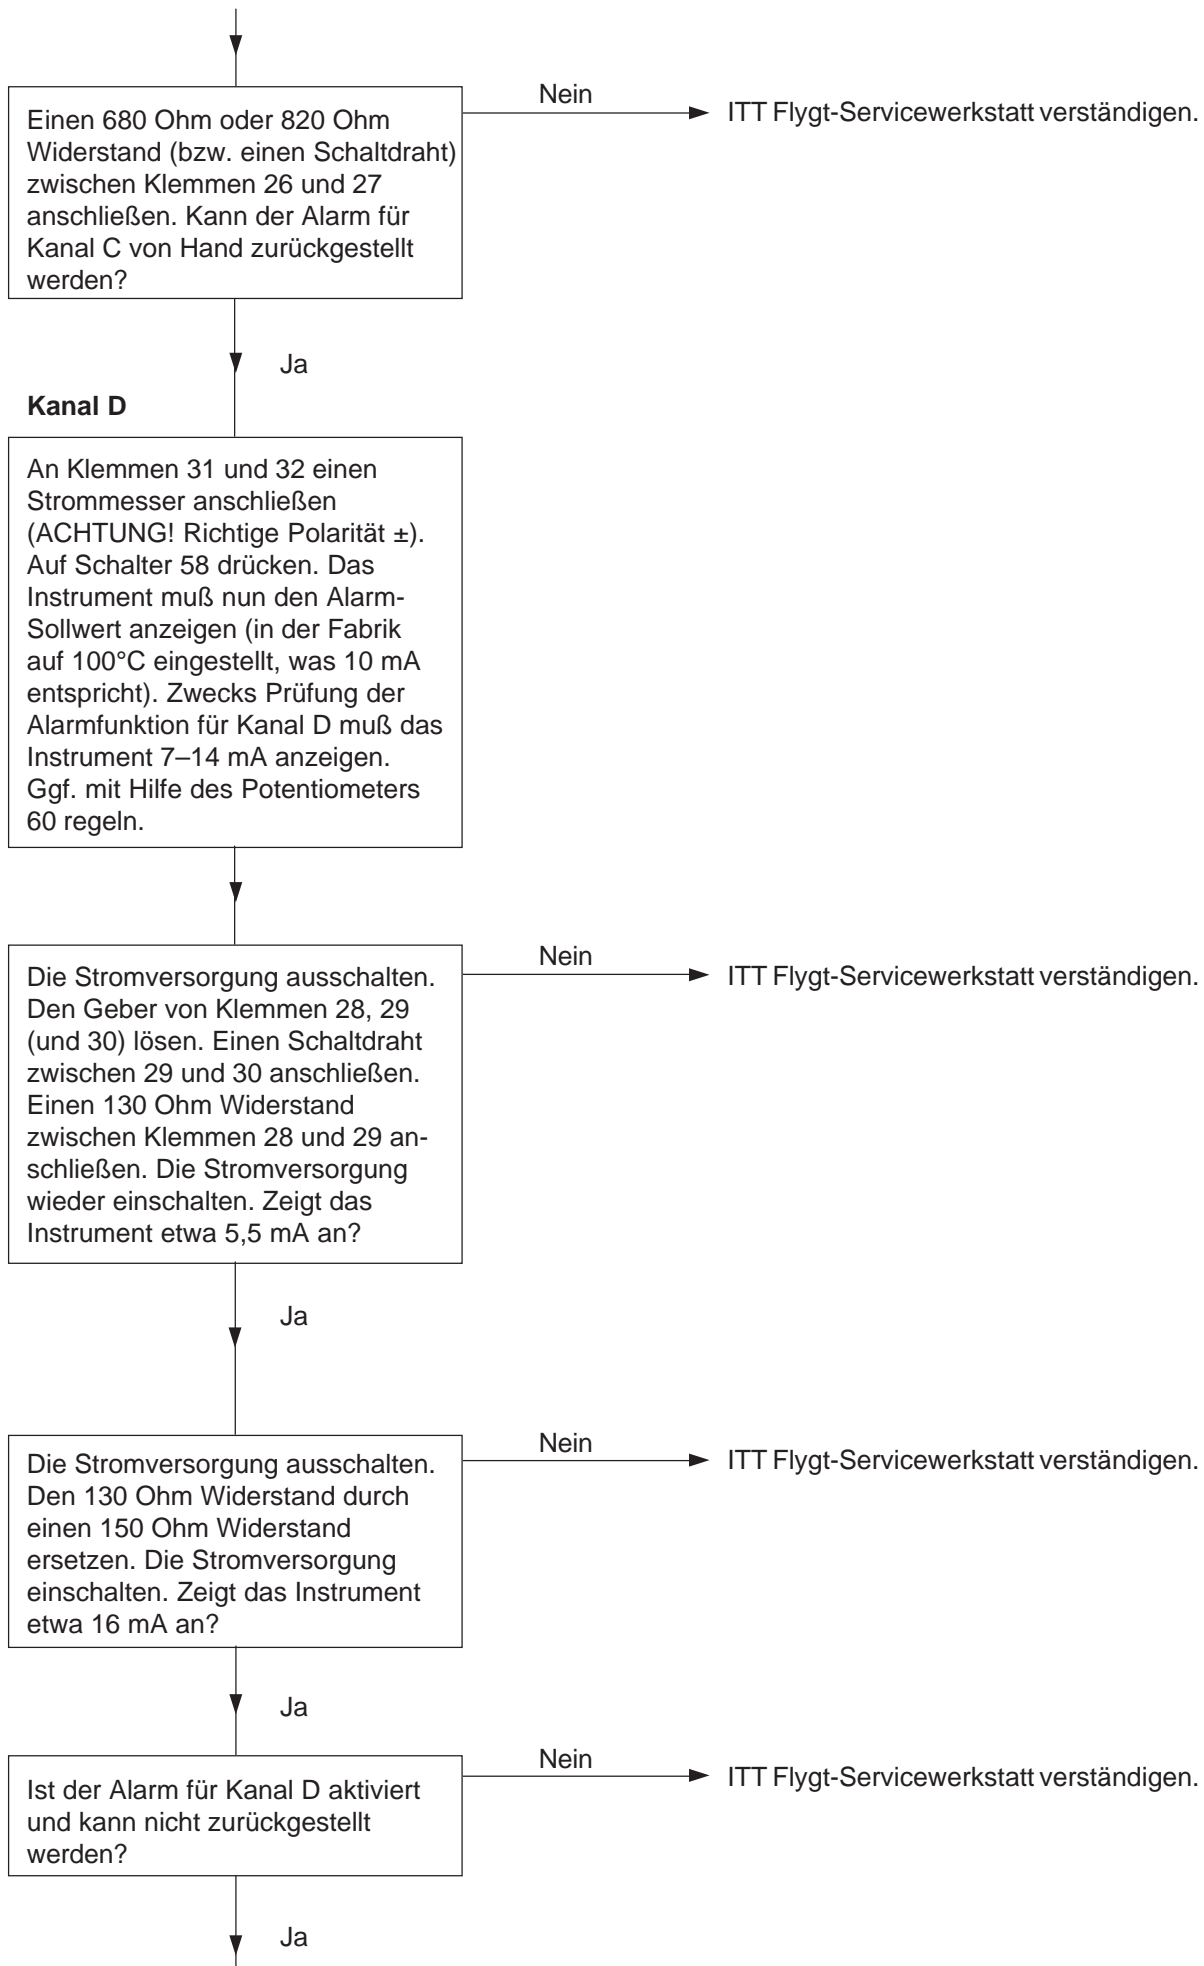 Einen 680 Ohm oder 820 Ohm
Widerstand (bzw. einen Schaltdraht)
zwischen Klemmen 26 und 27
anschließen. Kann der Alarm für
Kanal C von Hand zurückgestellt
werden?
Nein
ITT Flygt-Servicewerkstatt verständigen.
Ja
Kanal D
An Klemmen 31 und 32 einen
Strommesser anschließen
(ACHTUNG! Richtige Polarität ±).
Auf Schalter 58 drücken. Das
Instrument muß nun den Alarm-
Sollwert anzeigen (in der Fabrik
auf 100°C eingestellt, was 10 mA
entspricht). Zwecks Prüfung der
Alarmfunktion für Kanal D muß das
Instrument 7–14 mA anzeigen.
Ggf. mit Hilfe des Potentiometers
60 regeln.
Die Stromversorgung ausschalten.
Den Geber von Klemmen 28, 29
(und 30) lösen. Einen Schaltdraht
zwischen 29 und 30 anschließen.
Einen 130 Ohm Widerstand
zwischen Klemmen 28 und 29 an-
schließen. Die Stromversorgung
wieder einschalten. Zeigt das
Instrument etwa 5,5 mA an?
Nein
ITT Flygt-Servicewerkstatt verständigen.
Ja
Die Stromversorgung ausschalten.
Den 130 Ohm Widerstand durch
einen 150 Ohm Widerstand
ersetzen. Die Stromversorgung
einschalten. Zeigt das Instrument
etwa 16 mA an?
Nein
ITT Flygt-Servicewerkstatt verständigen.
Ja
Ist der Alarm für Kanal D aktiviert
und kann nicht zurückgestellt
werden?
Nein
ITT Flygt-Servicewerkstatt verständigen.
Ja